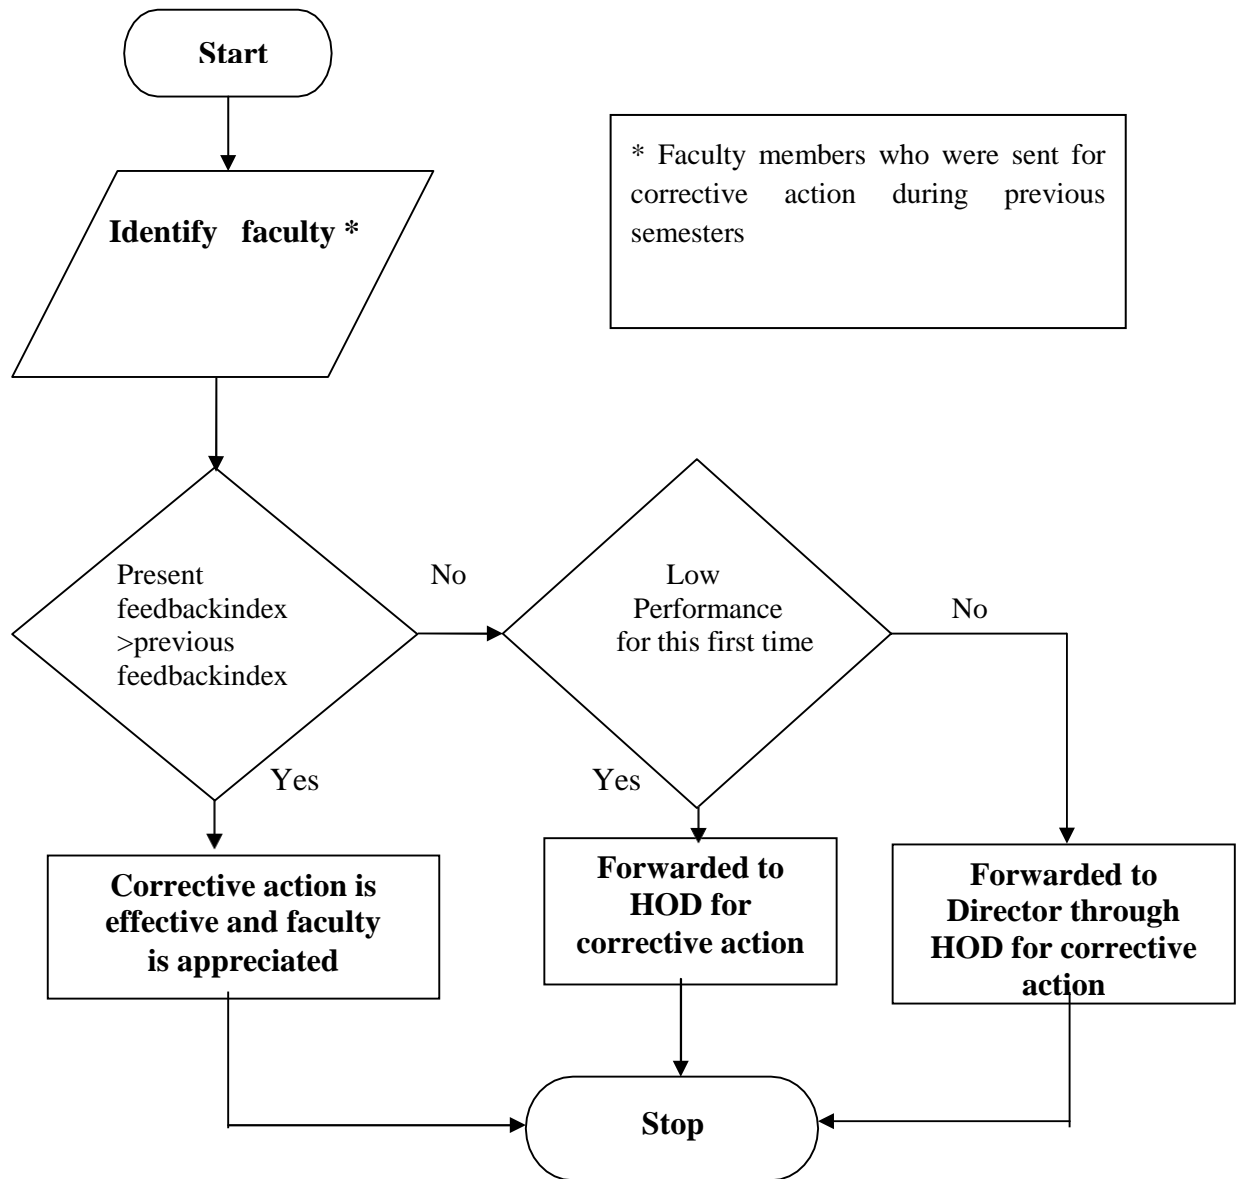 Start
* Faculty members who were sent for
corrective action during previous
semesters
Identify faculty *
Present
feedbackindex
>previous
feedbackindex
No
Low
Performance
for this first time
No
Yes
Yes
Corrective action is
effective and faculty
is appreciated
Forwarded to
HOD for
corrective action
Forwarded to
Director through
HOD for corrective
action
Stop